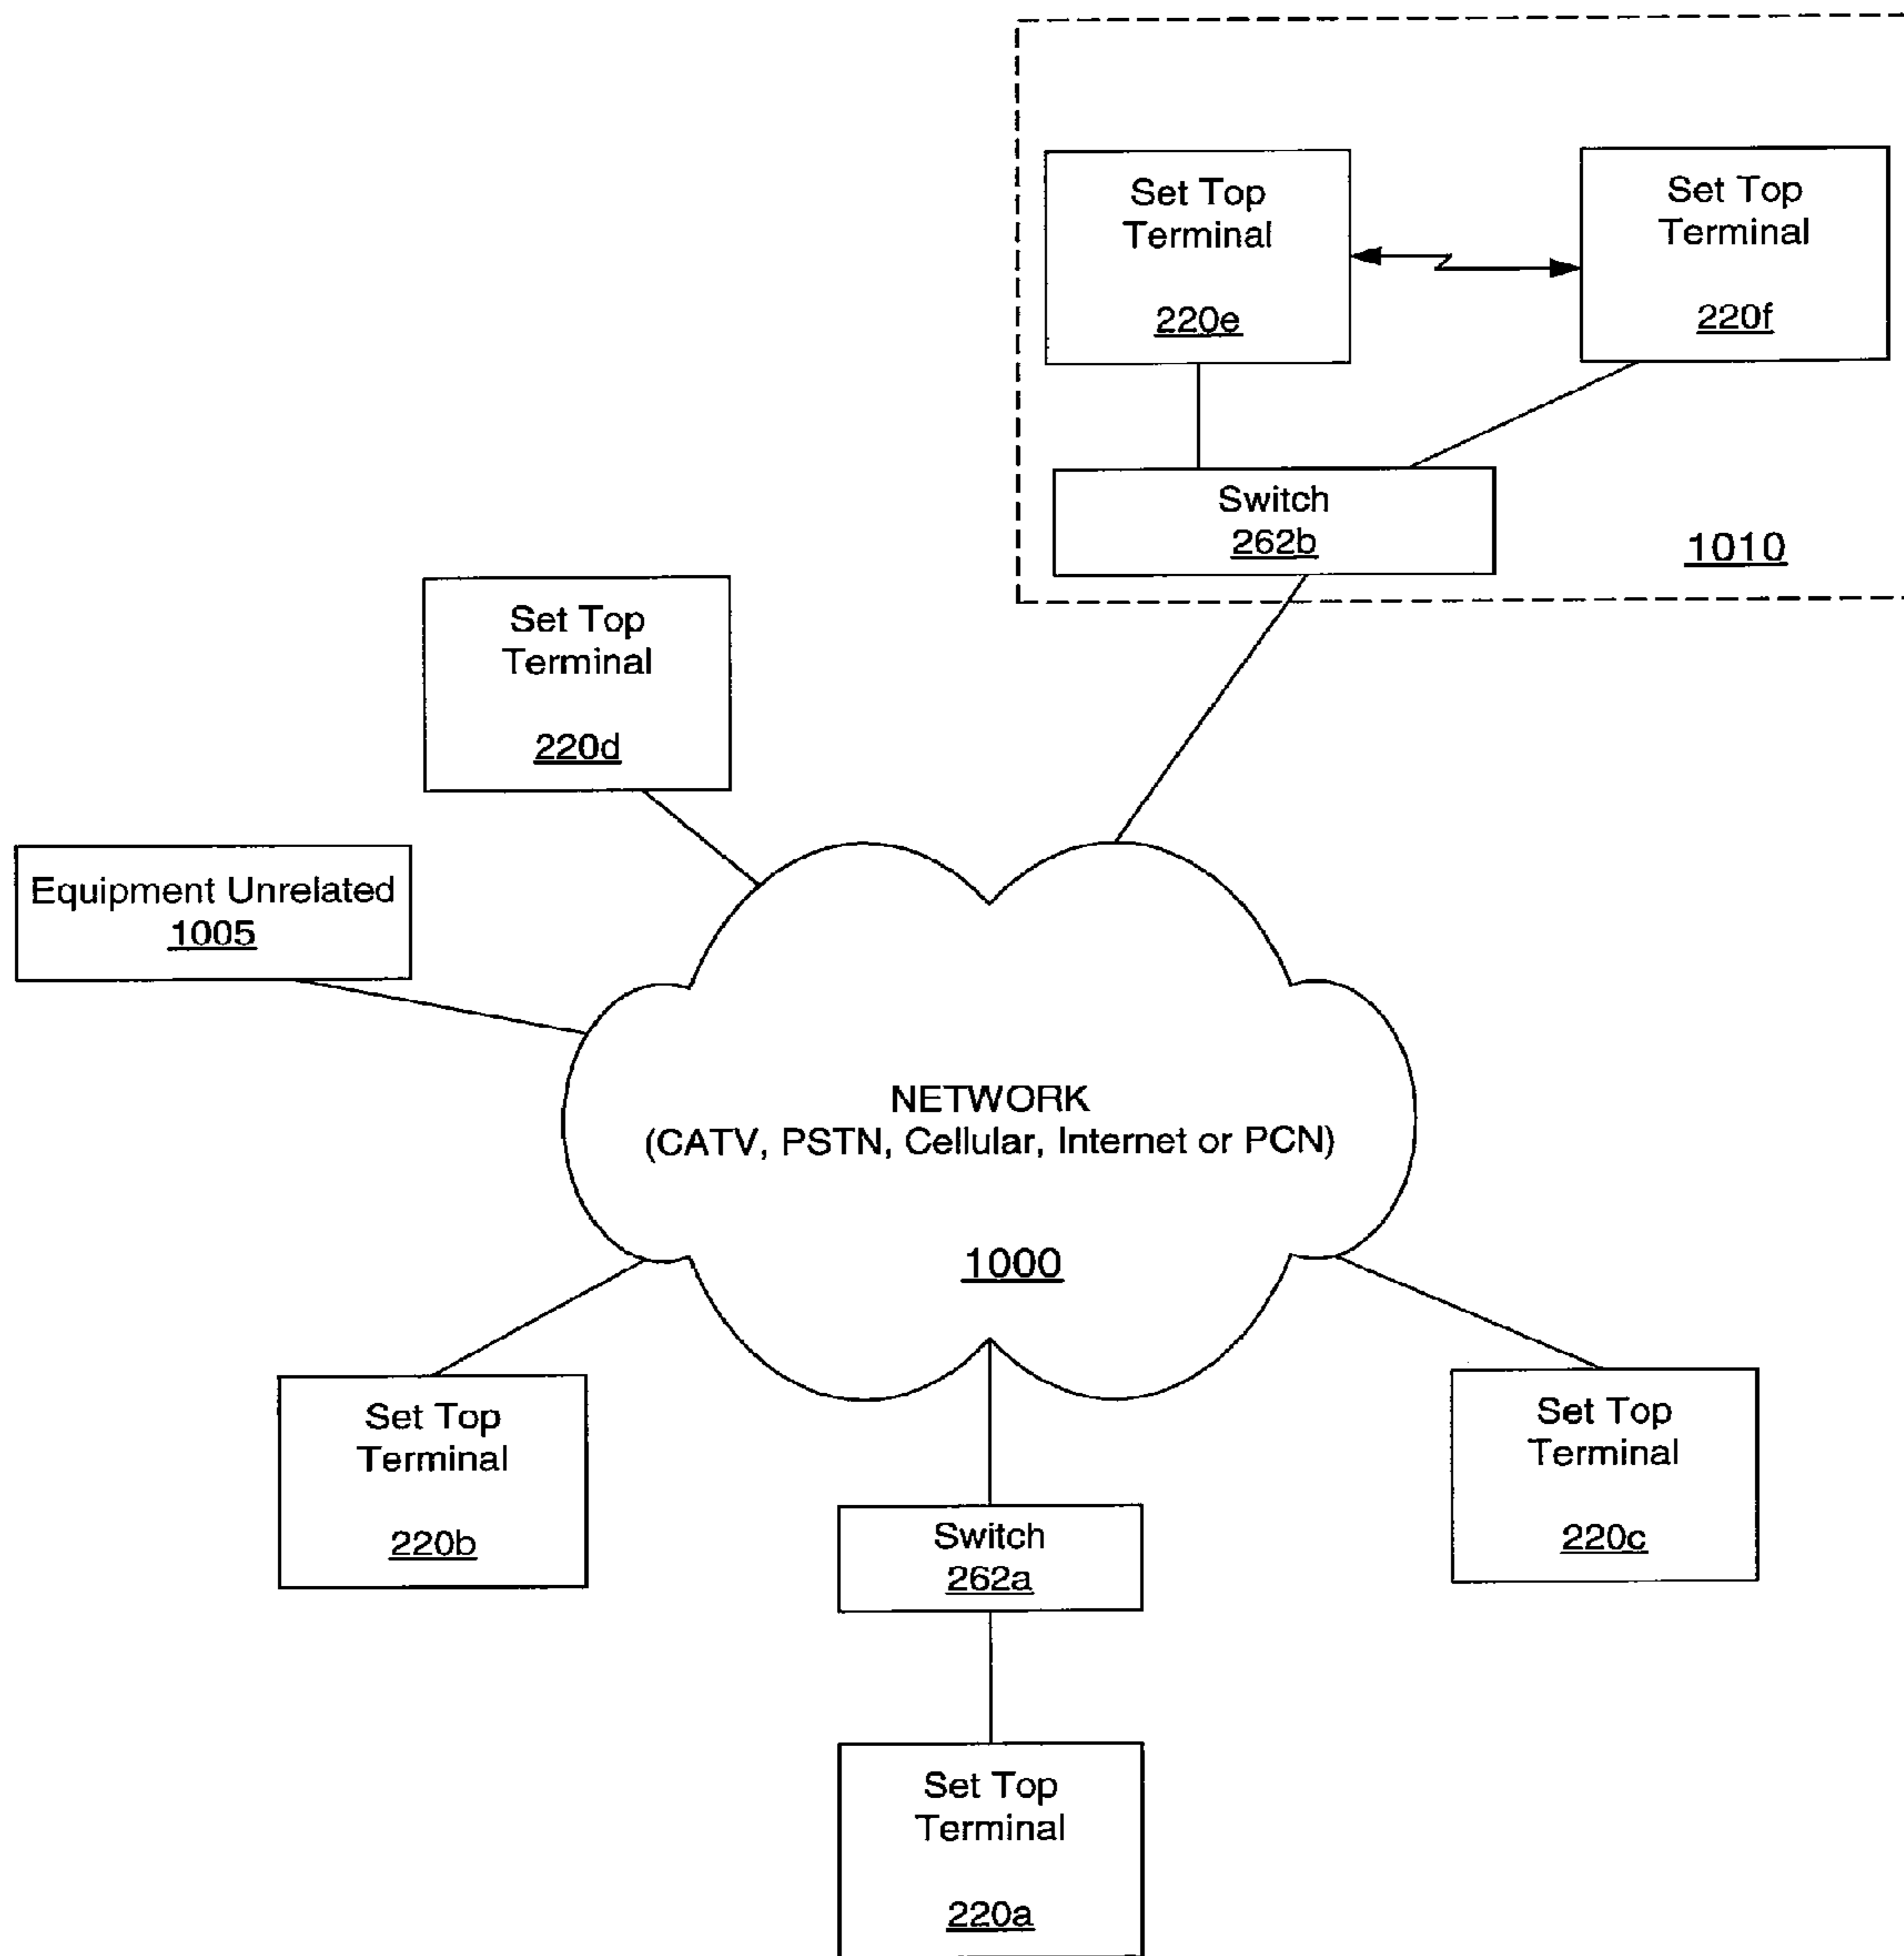 Set Top
Terminal
220e
Set Top
Terminal
220f
Switch
262b
1010
Set Top
Terminal
220d
Equipment Unrelated
1005
NETWORK
(CATV, PSTN, Cellular, Internet or PCN)
1000
Set Top
Terminal
220b
Switch
262a
Set Top
Terminal
220c
Set Top
Terminal
220a